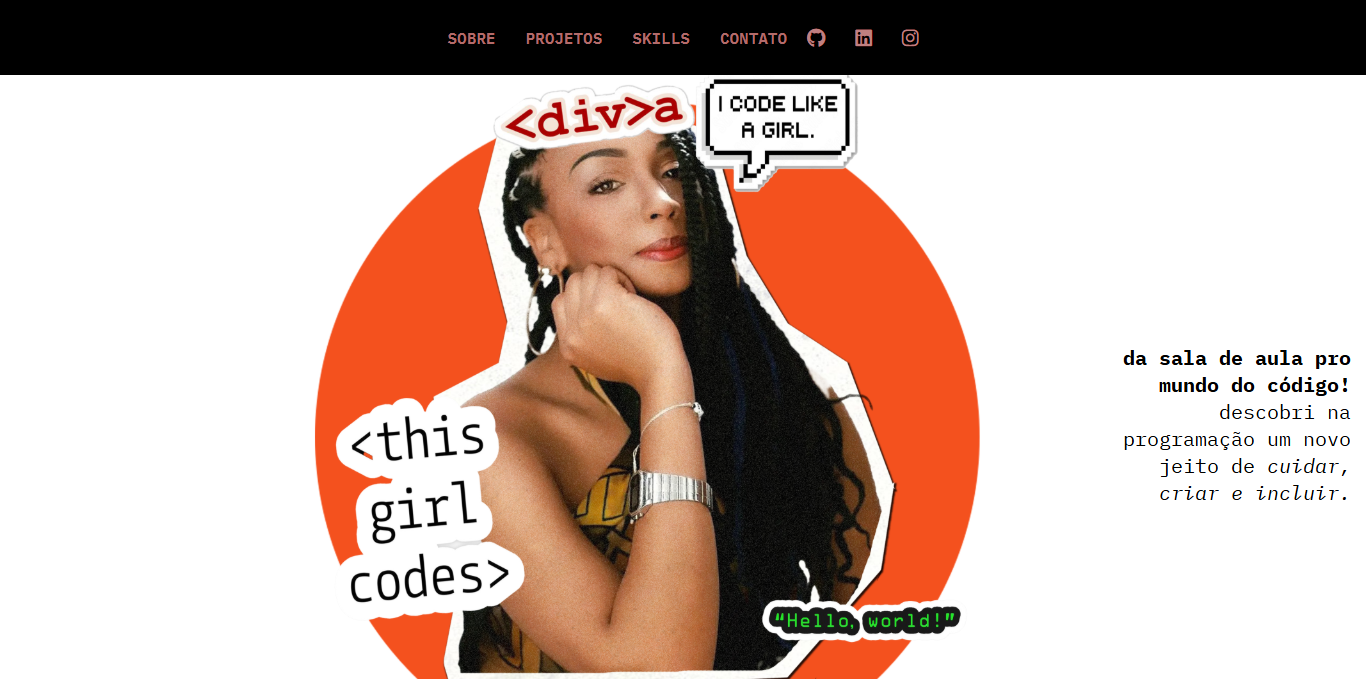 SOBRE PROJETOS SKILLS CONTATO
<div>a
I CODE LIKE
A GIRL.
<this
girl
codes>
da sala de aula pro
mundo do código!
descobri na
programação um novo
jeito de cuidar,
criar e incluir.
“Hello, world!”